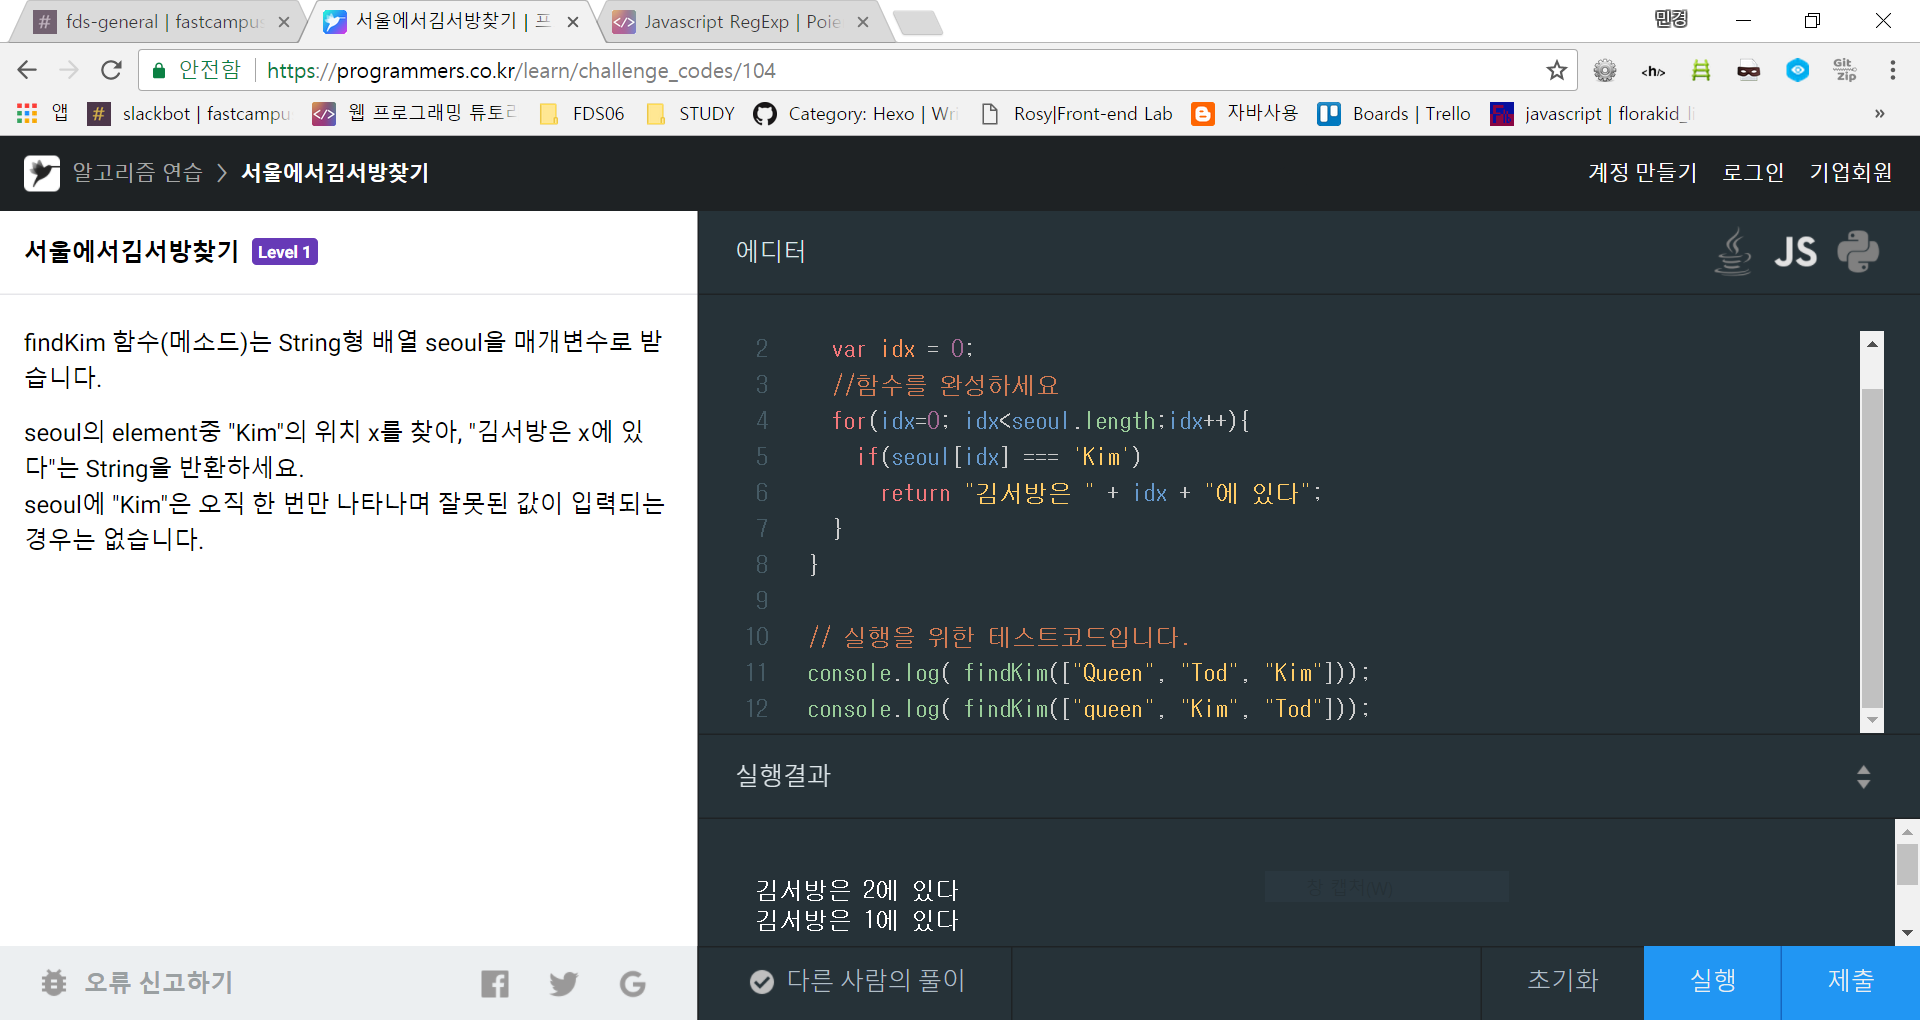 fds-general | fastcampus
서울에서김서방찾기 | 프
Javascript RegExp | Poie
민경
안전함 https://programmers.co.kr/learn/challenge_codes/104
<h/>
Git Zip
앱 slackbot | fastcampu 웹 프로그래밍 튜토리 FDS06 STUDY Category: Hexo | Wri Rosy|Front-end Lab 자바사용 Boards | Trello javascript | florakid_li »
알고리즘 연습 > 서울에서김서방찾기
계정 만들기 로그인 기업회원
서울에서김서방찾기 Level 1
findKim 함수(메소드)는 String형 배열 seoul을 매개변수로 받
습니다.
seoul의 element중 "Kim"의 위치 x를 찾아, "김서방은 x에 있
다"는 String을 반환하세요.
seoul에 "Kim"은 오직 한 번만 나타나며 잘못된 값이 입력되는
경우는 없습니다.
오류 신고하기
에디터
JS
2 var idx = 0;
3 //함수를 완성하세요
4 for(idx=0; idx<seoul.length;idx++){
5 if(seoul[idx] === 'Kim')
6 return "김서방은 " + idx + "에 있다";
7 }
8 }
9
10 // 실행을 위한 테스트코드입니다.
11 console.log( findKim(["Queen", "Tod", "Kim"]));
12 console.log( findKim(["queen", "Kim", "Tod"]));
실행결과
김서방은 2에 있다
김서방은 1에 있다
다른 사람의 풀이
초기화 실행 제출